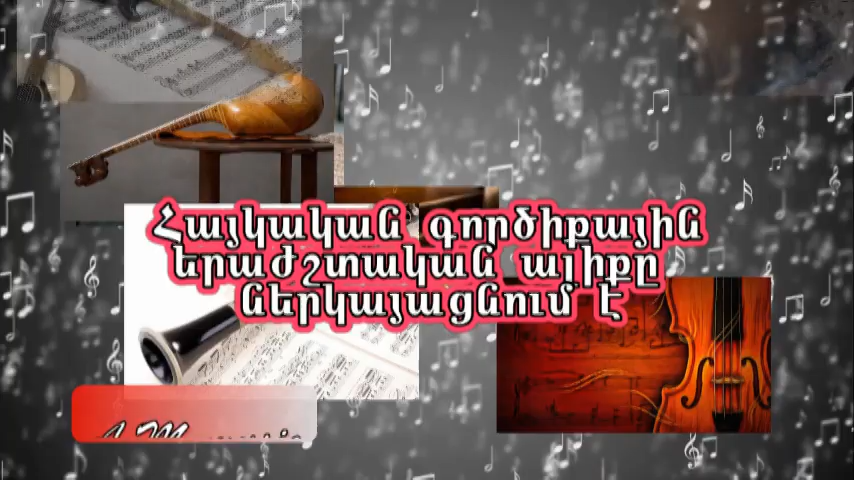 Հայկական գործիքային
երաժշտական ալիքը
ներկայացնում է